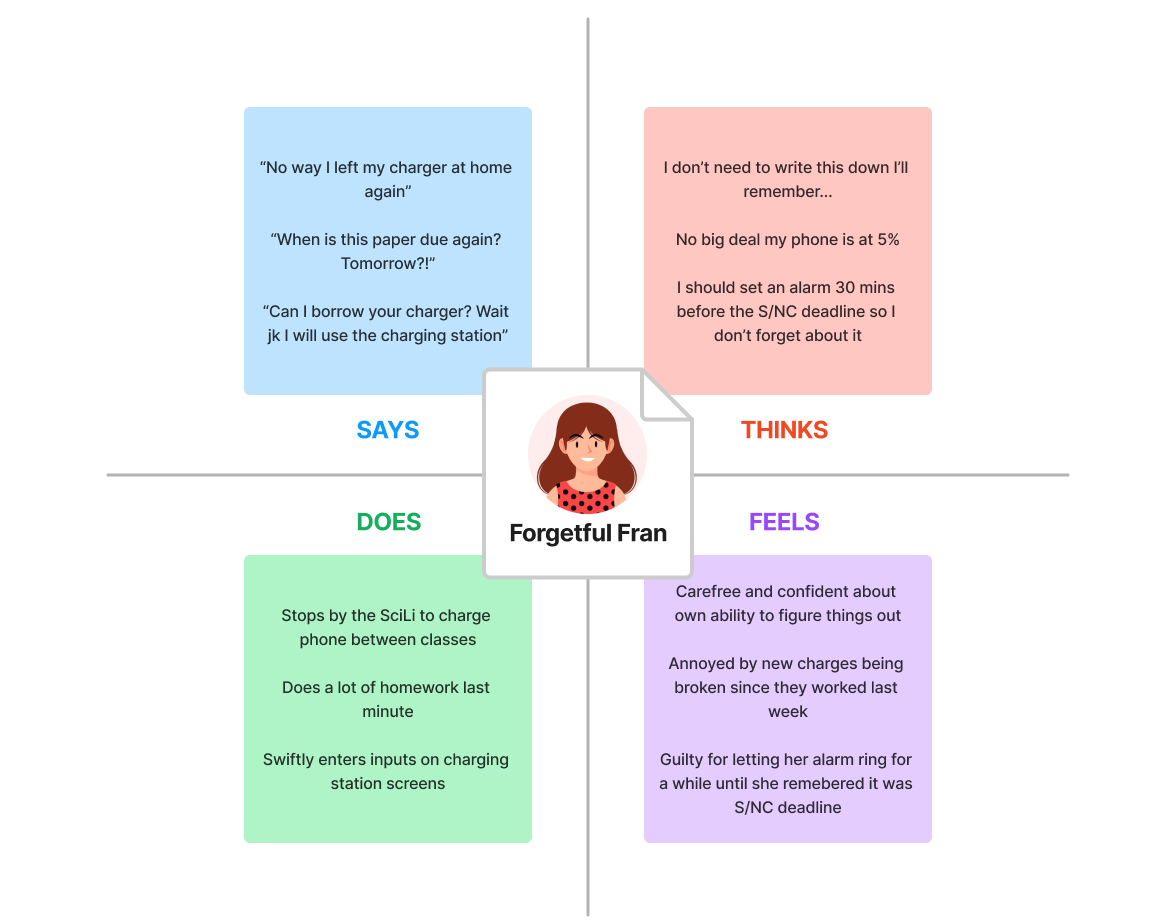 “No way I left my charger at home
again”
“When is this paper due again?
Tomorrow?!”
“Can I borrow your charger? Wait
jk I will use the charging station”
SAYS
I don’t need to write this down I’ll
remember...
No big deal my phone is at 5%
I should set an alarm 30 mins
before the S/NC deadline so I
don’t forget about it
THINKS
Forgetful Fran
DOES
Stops by the SciLi to charge
phone between classes
Does a lot of homework last
minute
Swiftly enters inputs on charging
station screens
FEELS
Carefree and confident about
own ability to figure things out
Annoyed by new charges being
broken since they worked last
week
Guilty for letting her alarm ring for
a while until she remebered it was
S/NC deadline